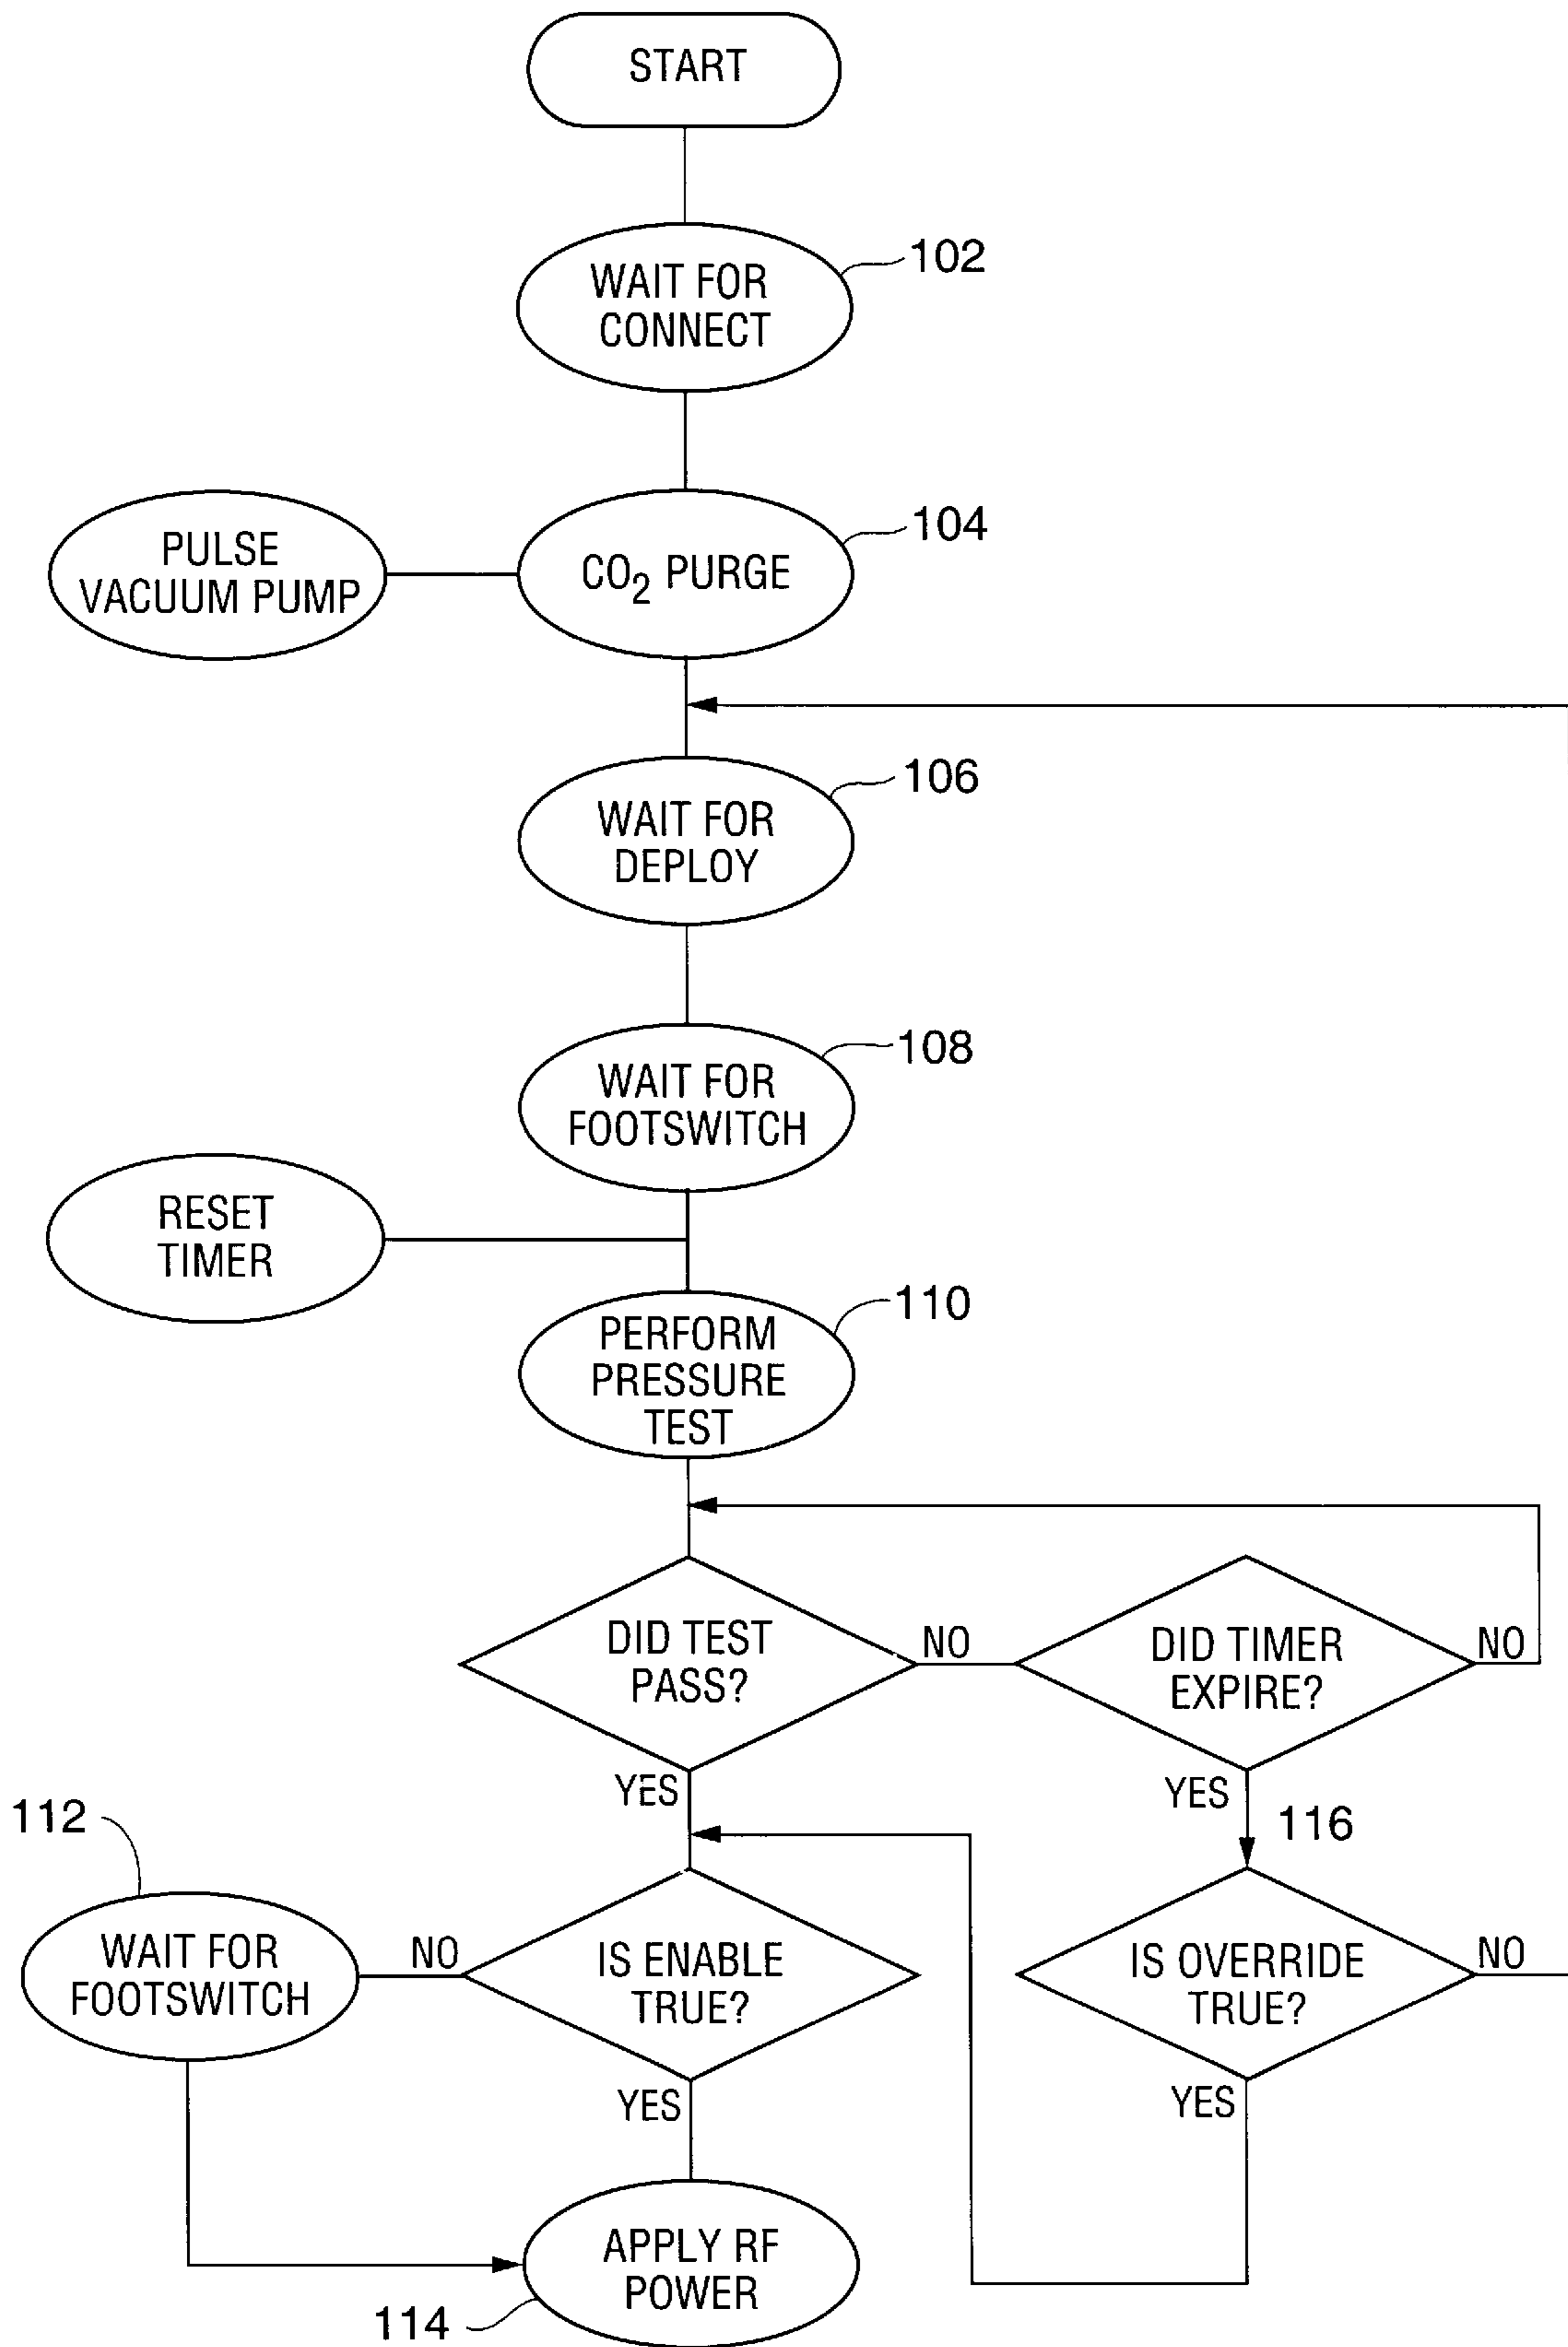 START
WAIT FOR
CONNECT
102
PULSE
VACUUM PUMP
CO₂ PURGE
104
WAIT FOR
DEPLOY
106
WAIT FOR
FOOTSWITCH
108
RESET
TIMER
PERFORM
PRESSURE
TEST
110
DID TEST
PASS?
NO
DID TIMER
EXPIRE?
NO
YES
YES
116
112
WAIT FOR
FOOTSWITCH
NO
IS ENABLE
TRUE?
IS OVERRIDE
TRUE?
NO
YES
YES
APPLY RF
POWER
114